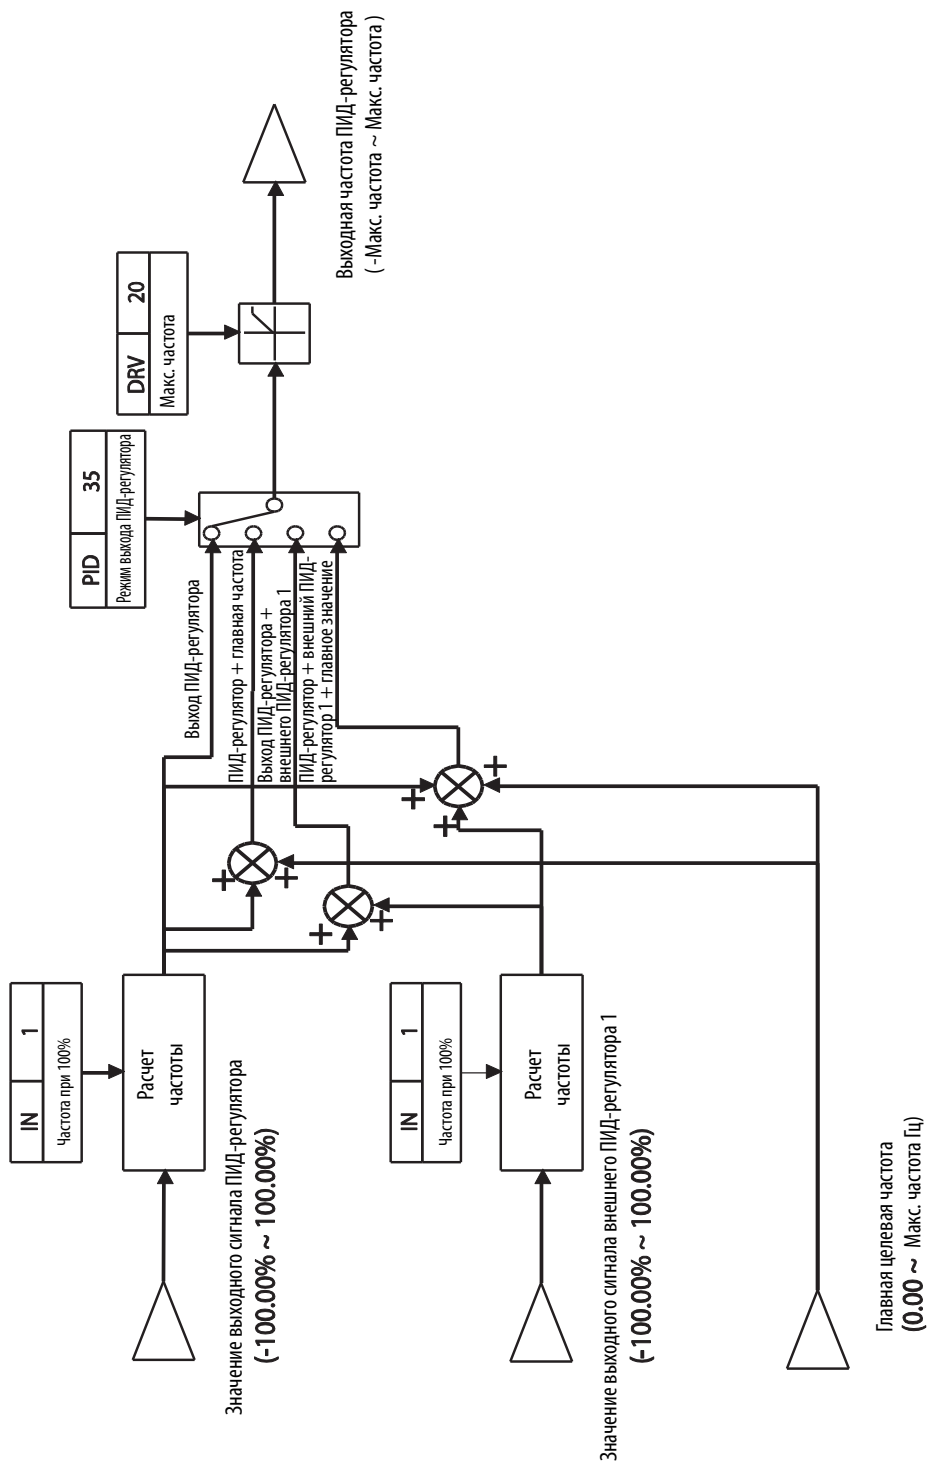 IN 1
Частота при 100%
Расчет
частоты
Значение выходного сигнала ПИД-регулятора
(-100.00% ~ 100.00%)
IN 1
Частота при 100%
Расчет
частоты
Значение выходного сигнала внешнего ПИД-регулятора 1
(-100.00% ~ 100.00%)
Главная целевая частота
(0.00 ~ Макс. частота Гц)
+
+
+
+
+
+
+
Выход ПИД-регулятора
ПИД-регулятор + главная частота
Выход ПИД-регулятора +
внешнего ПИД-регулятора 1
ПИД-регулятор + внешний ПИД-
регулятор 1 + главное значение
PID 35
Режим выхода ПИД-регулятора
DRV 20
Макс. частота
Выходная частота ПИД-регулятора
( -Макс. частота ~ Макс. частота )